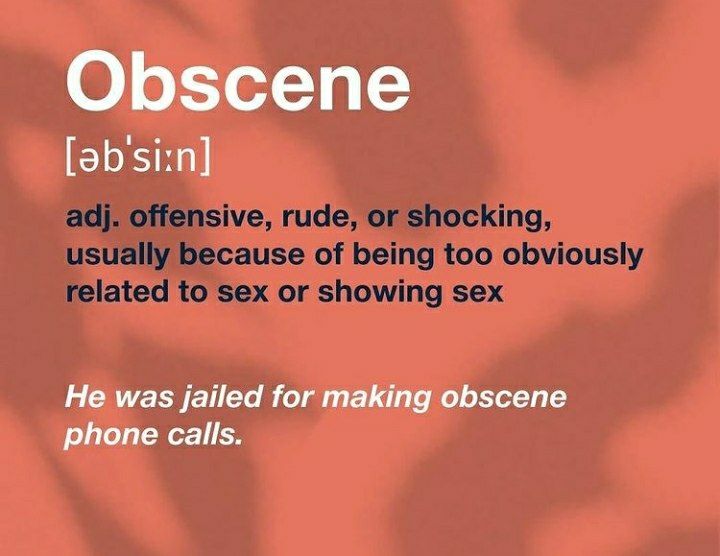 Obscene
[əbˈsiːn]
adj. offensive, rude, or shocking,
usually because of being too obviously
related to sex or showing sex
He was jailed for making obscene
phone calls.